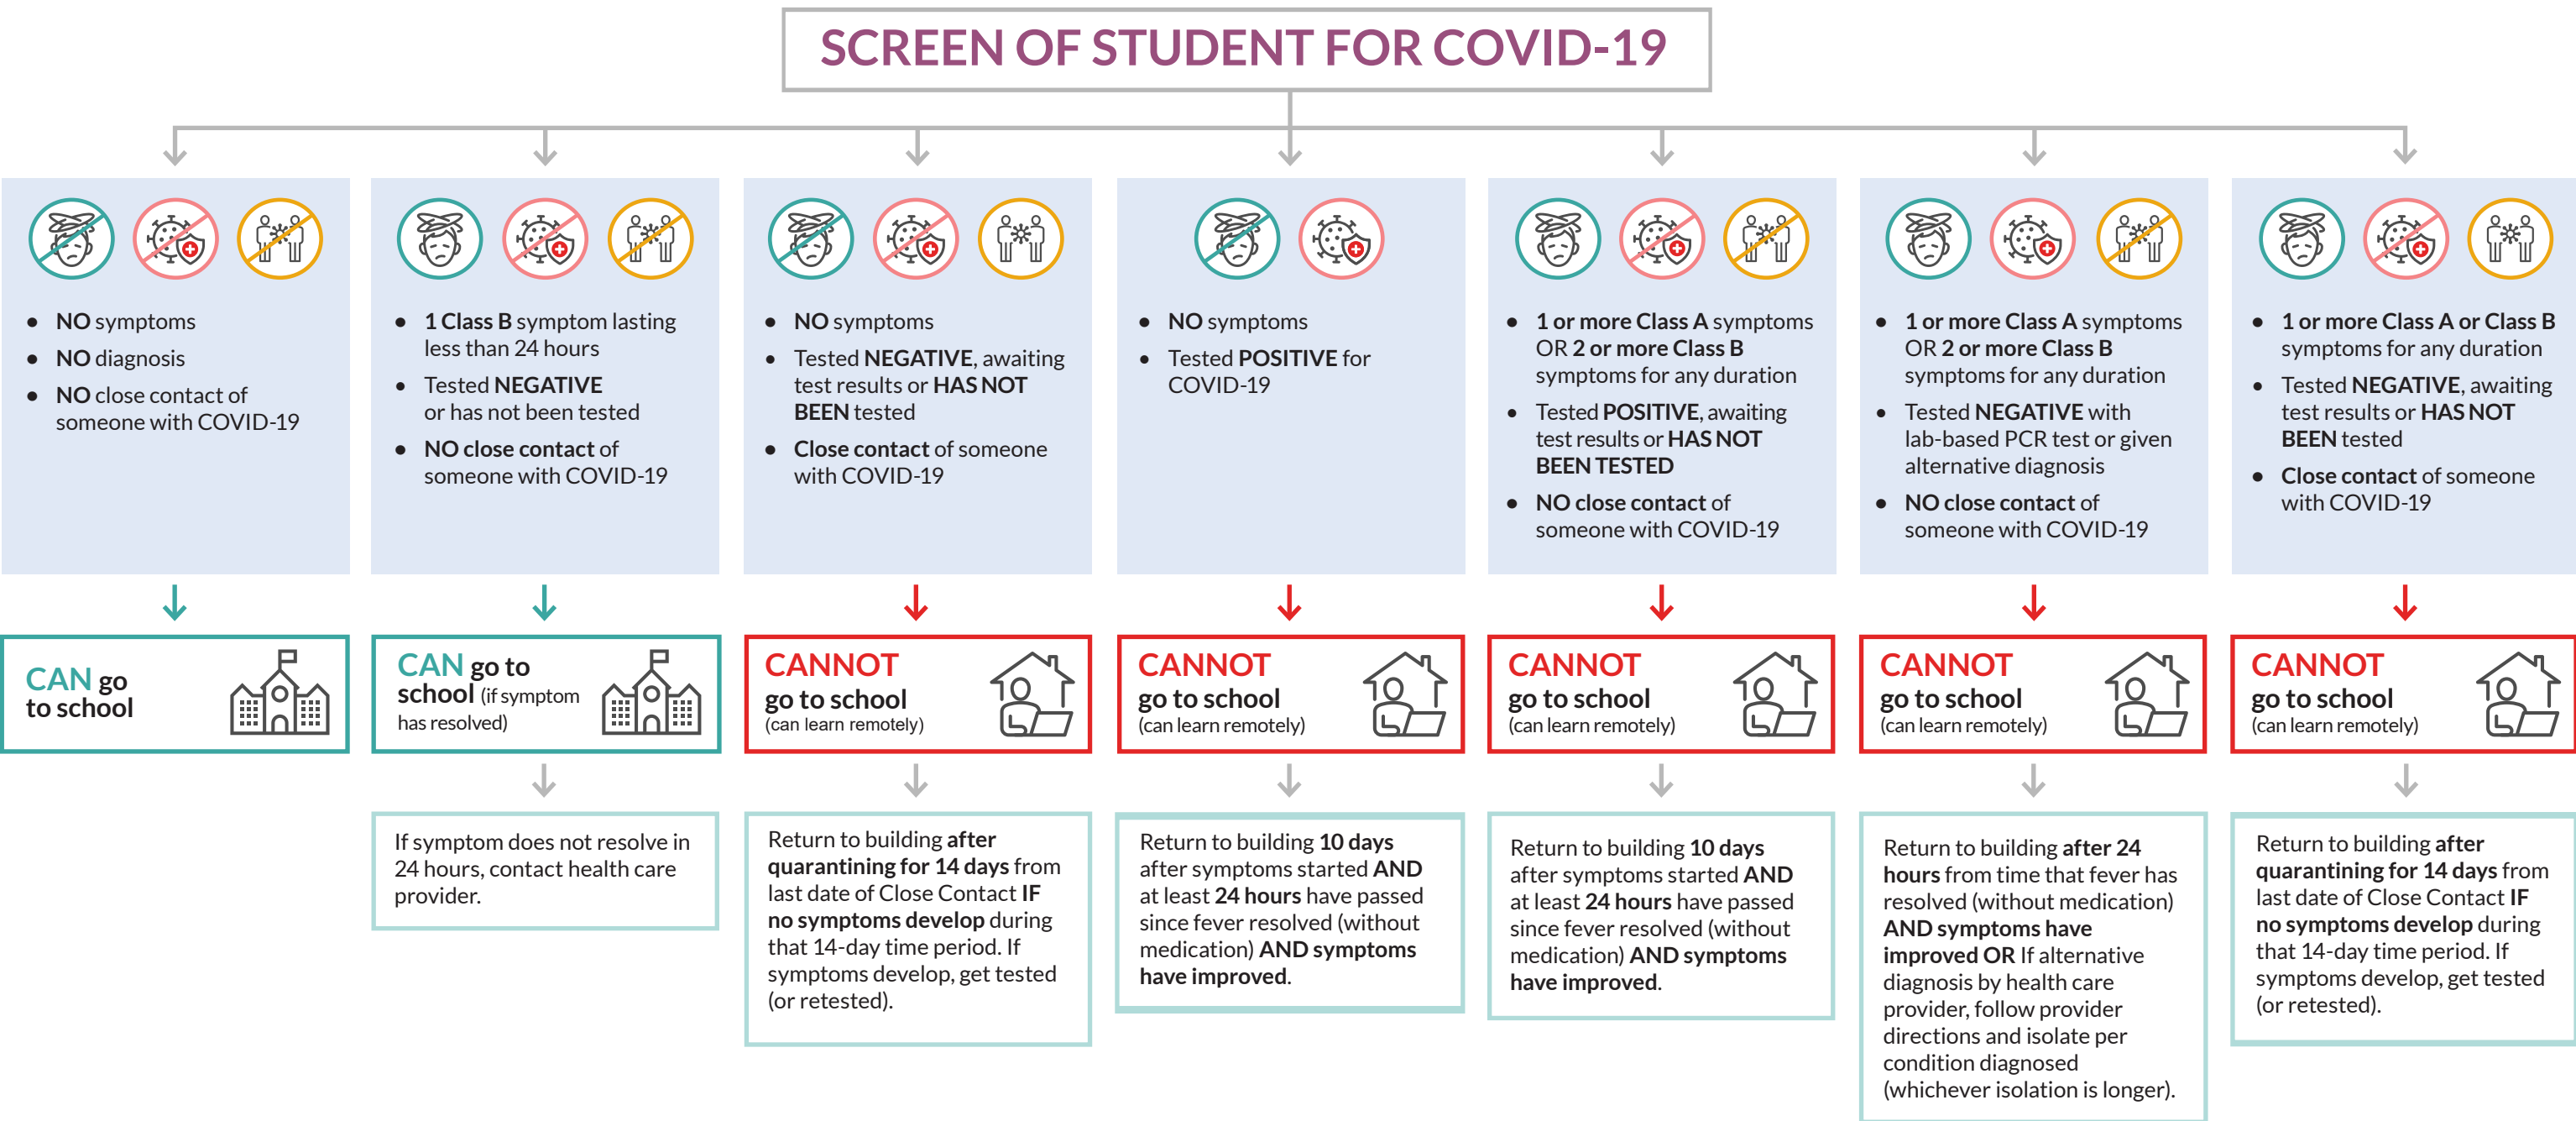 SCREEN OF STUDENT FOR COVID-19
• NO symptoms
• NO diagnosis
• NO close contact of
someone with COVID-19
CAN go
to school
• 1 Class B symptom lasting
less than 24 hours
• Tested NEGATIVE
or has not been tested
• NO close contact of
someone with COVID-19
CAN go to
school (if symptom
has resolved)
If symptom does not resolve in
24 hours, contact health care
provider.
• NO symptoms
• Tested NEGATIVE, awaiting
test results or HAS NOT
BEEN tested
• Close contact of someone
with COVID-19
CANNOT
go to school
(can learn remotely)
Return to building after
quarantining for 14 days from
last date of Close Contact IF
no symptoms develop during
that 14-day time period. If
symptoms develop, get tested
(or retested).
• NO symptoms
• Tested POSITIVE for
COVID-19
CANNOT
go to school
(can learn remotely)
Return to building 10 days
after symptoms started AND
at least 24 hours have passed
since fever resolved (without
medication) AND symptoms
have improved.
• 1 or more Class A symptoms
OR 2 or more Class B
symptoms for any duration
• Tested POSITIVE, awaiting
test results or HAS NOT
BEEN TESTED
• NO close contact of
someone with COVID-19
CANNOT
go to school
(can learn remotely)
Return to building 10 days
after symptoms started AND
at least 24 hours have passed
since fever resolved (without
medication) AND symptoms
have improved.
• 1 or more Class A symptoms
OR 2 or more Class B
symptoms for any duration
• Tested NEGATIVE with
lab-based PCR test or given
alternative diagnosis
• NO close contact of
someone with COVID-19
CANNOT
go to school
(can learn remotely)
Return to building after 24
hours from time that fever has
resolved (without medication)
AND symptoms have
improved OR If alternative
diagnosis by health care
provider, follow provider
directions and isolate per
condition diagnosed
(whichever isolation is longer).
• 1 or more Class A or Class B
symptoms for any duration
• Tested NEGATIVE, awaiting
test results or HAS NOT
BEEN tested
• Close contact of someone
with COVID-19
CANNOT
go to school
(can learn remotely)
Return to building after
quarantining for 14 days from
last date of Close Contact IF
no symptoms develop during
that 14-day time period. If
symptoms develop, get tested
(or retested).